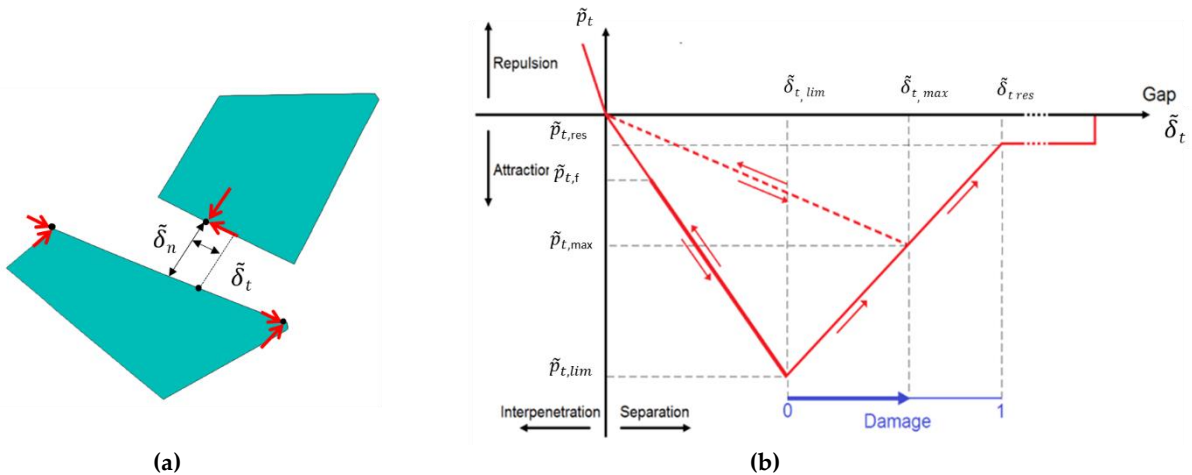 δ̃ₙ
δ̃ₜ
(a)
p̃ₜ
Repulsion
δ̃ₜ,lim
δ̃ₜ,max
δ̃ₜ res
Gap
p̃ₜ,res
δ̃ₜ
Attraction
p̃ₜ,f
p̃ₜ,max
p̃ₜ,lim
Interpenetration
Separation
0
1
Damage
(b)